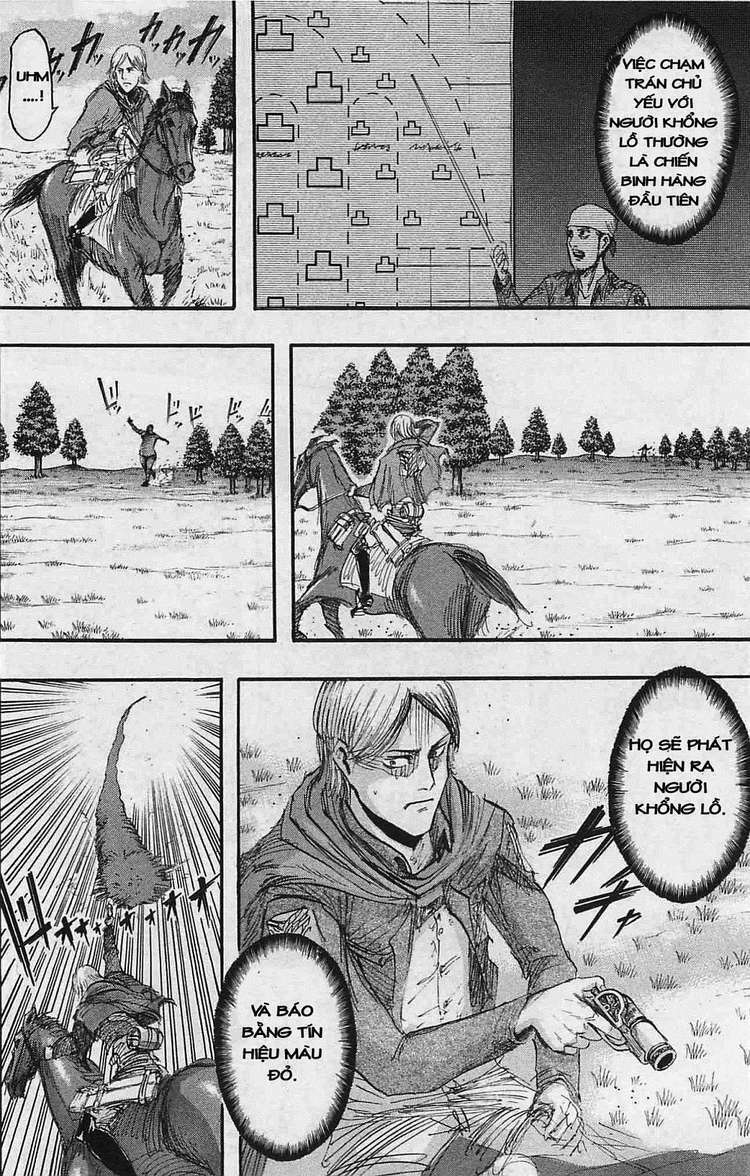 VIỆC CHẠM
TRÁN CHỦ
YẾU VỚI
NGƯỜI KHỔNG
LỒ THƯỜNG
LÀ CHIẾN
BINH HÀNG
ĐẦU TIÊN
UHM
....!
HỌ SẼ PHÁT
HIỆN RA
NGƯỜI
KHỔNG LỒ.
VÀ BÁO
BẰNG TÍN
HIỆU MÀU
ĐỎ.